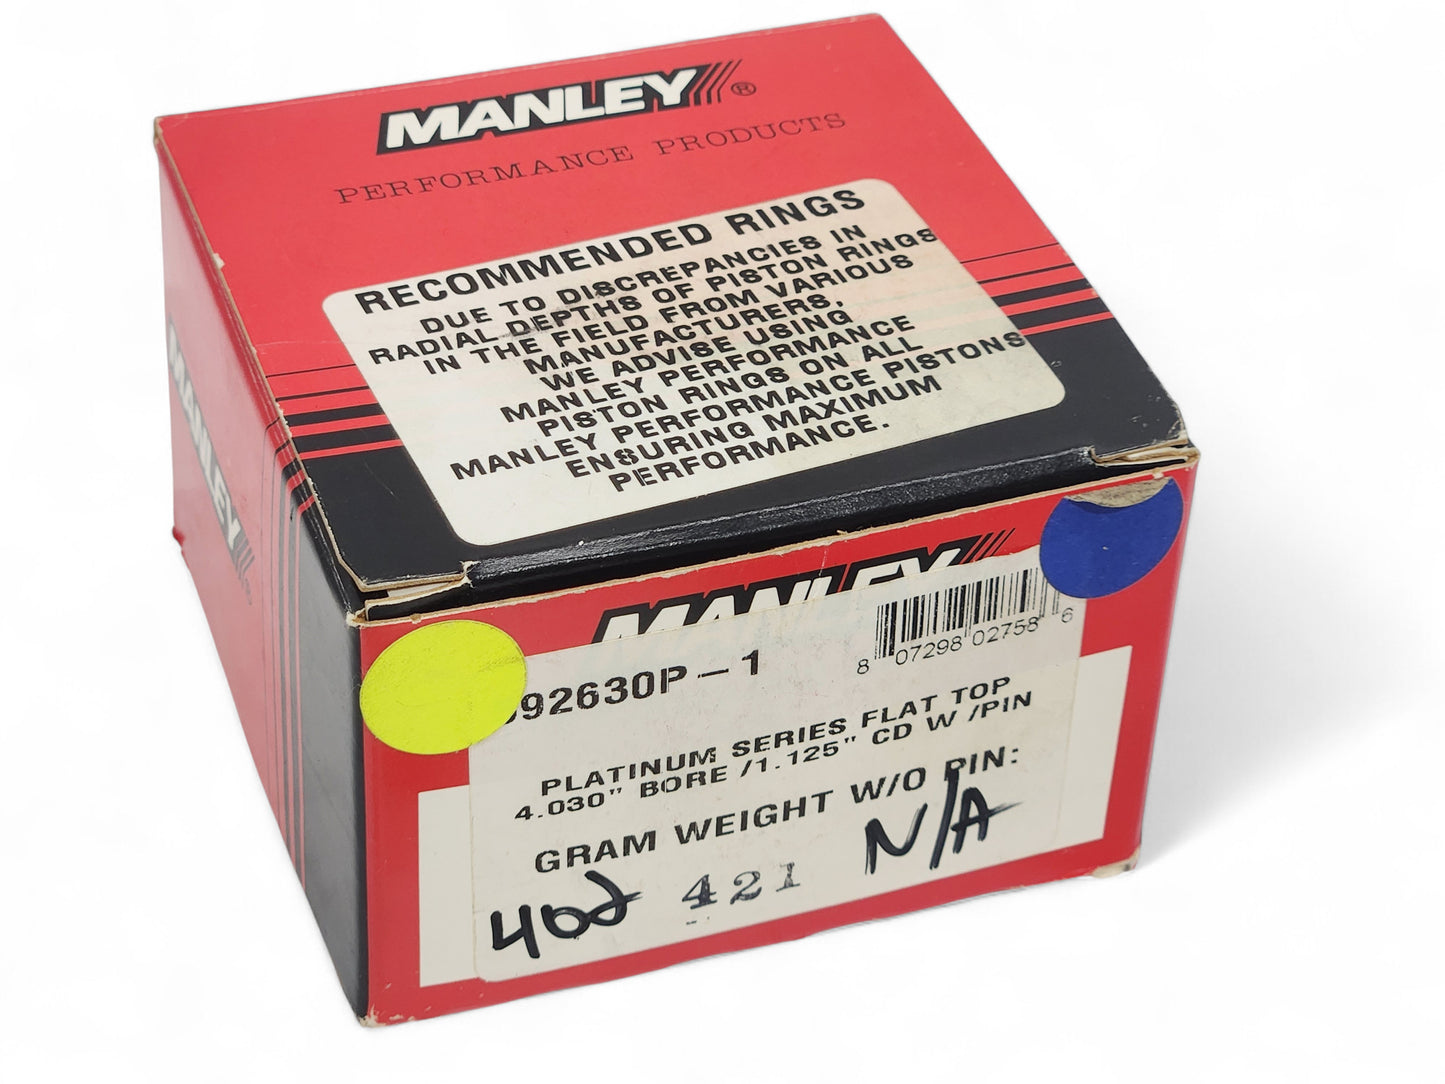 MANLEY®
PERFORMANCE PRODUCTS
RECOMMENDED RINGS
DUE TO DISCREPANCIES IN
RADIAL DEPTHS OF PISTON RINGS
IN THE FIELD FROM VARIOUS
MANUFACTURERS,
WE ADVISE USING
MANLEY PERFORMANCE
PISTON RINGS ON ALL
MANLEY PERFORMANCE PISTONS
ENSURING MAXIMUM
PERFORMANCE.
MANLEY
MANLEY
8 07298 02758 6
92630P-1
PLATINUM SERIES FLAT TOP
4.030" BORE /1.125" CD W /PIN
GRAM WEIGHT W/O PIN:
421 N/A